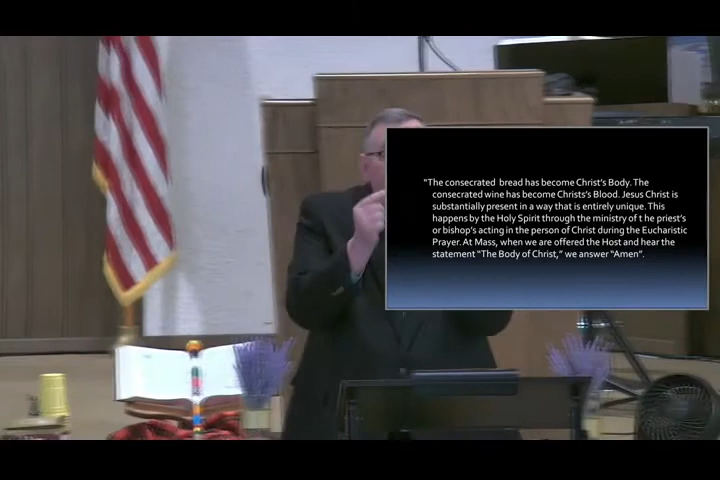 "The consecrated bread has become Christ's Body. The
consecrated wine has become Christs's Blood. Jesus Christ is
substantially present in a way that is entirely unique. This
happens by the Holy Spirit through the ministry of t he priest's
or bishop's acting in the person of Christ during the Eucharistic
Prayer. At Mass, when we are offered the Host and hear the
statement "The Body of Christ," we answer "Amen".